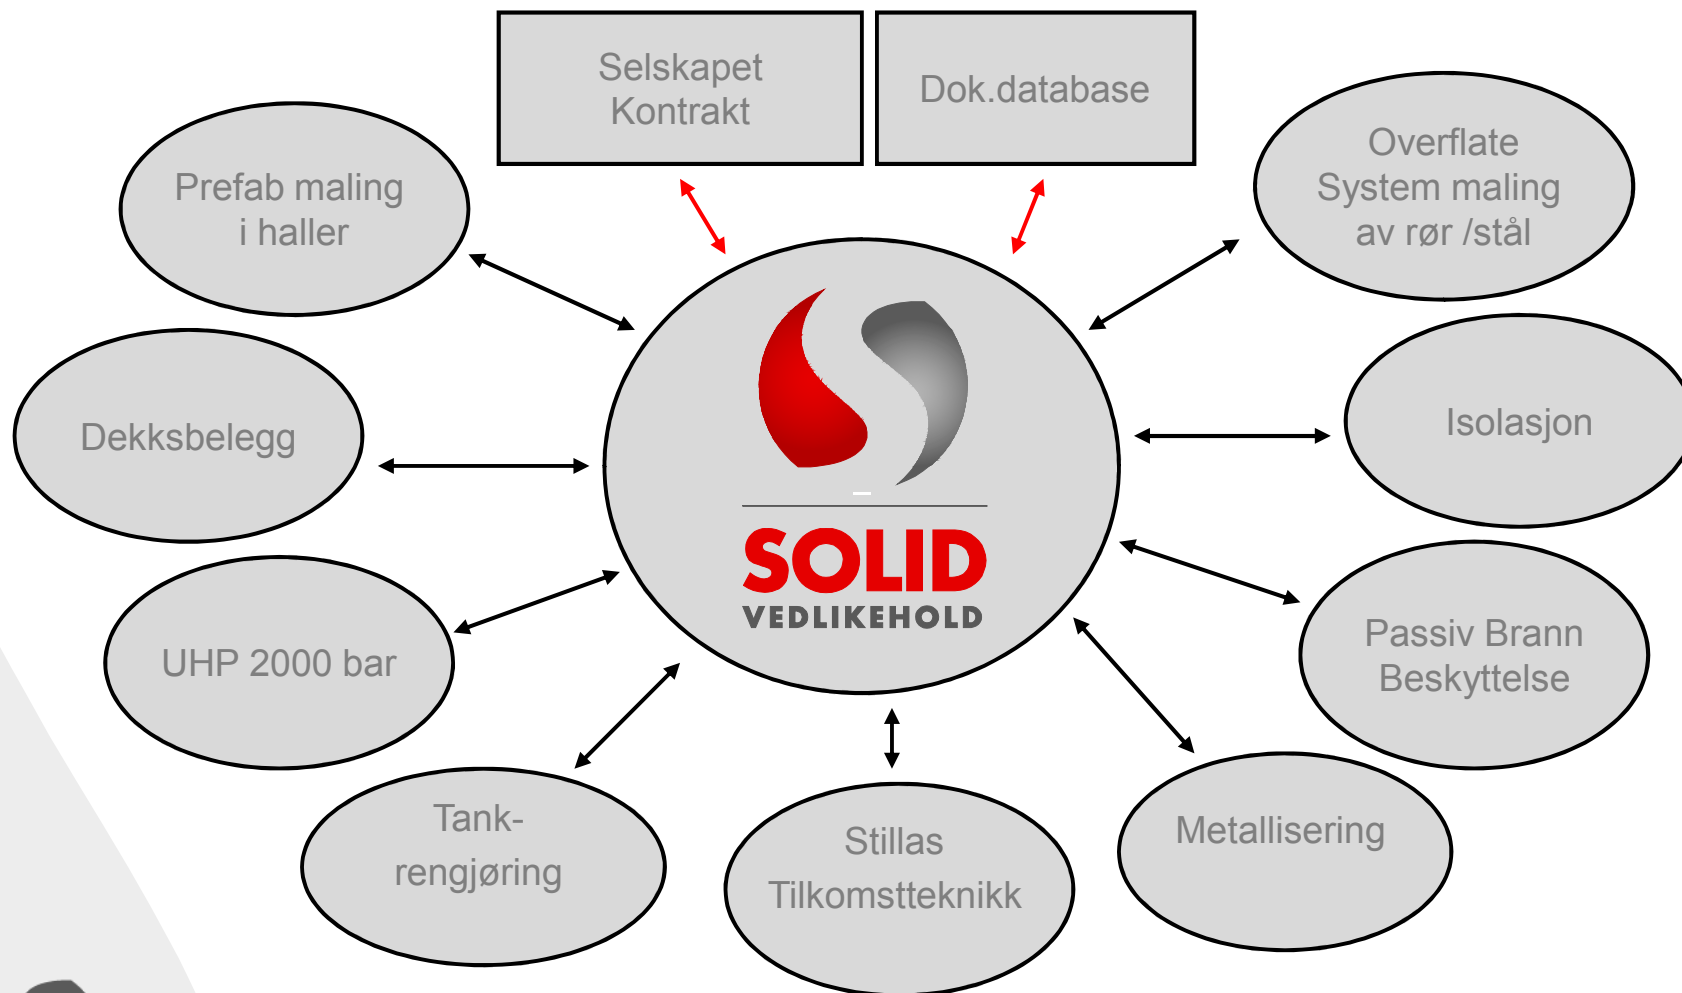 Selskapet
Kontrakt
Dok.database
Prefab maling
i haller
Overflate
System maling
av rør /stål
Dekksbelegg
Isolasjon
SOLID
VEDLIKEHOLD
UHP 2000 bar
Passiv Brann
Beskyttelse
Tank-
rengjøring
Stillas
Tilkomstteknikk
Metallisering